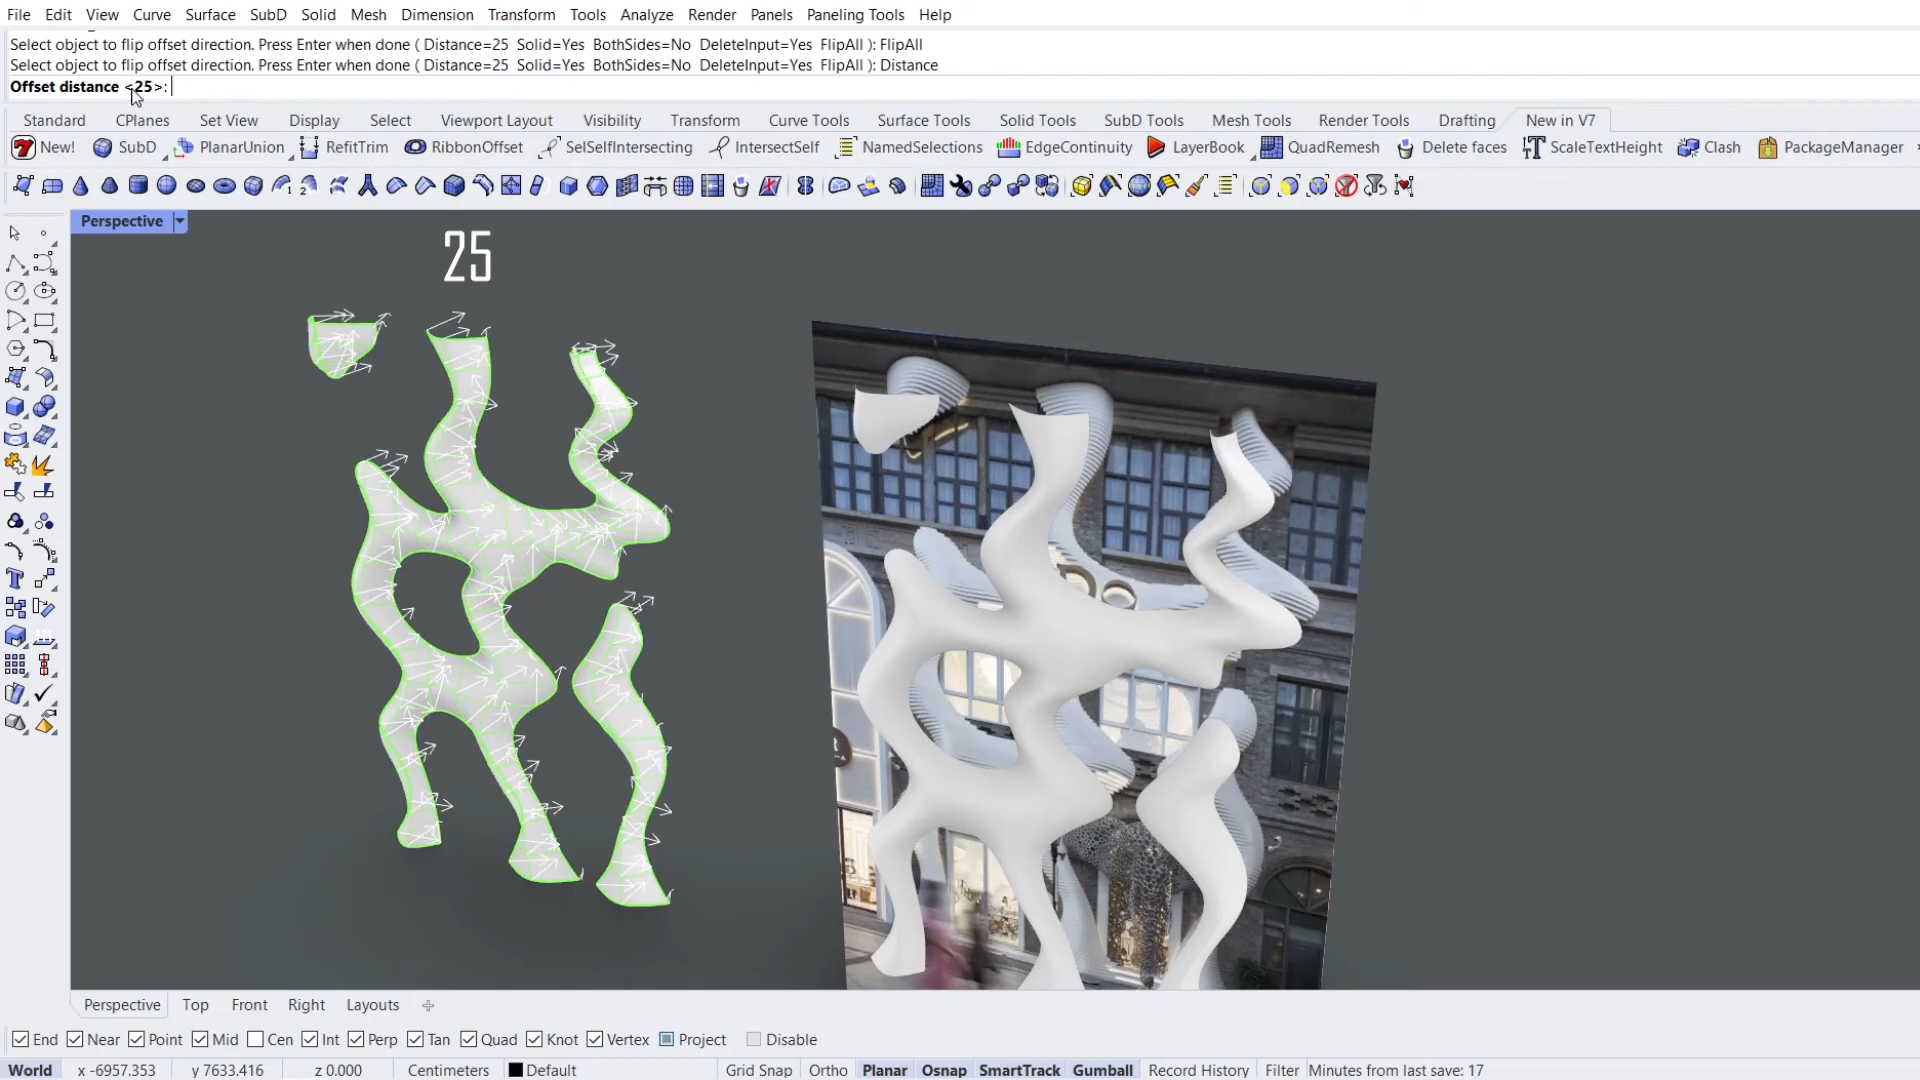 File Edit View Curve Surface SubD Solid Mesh Dimension Transform Tools Analyze Render Panels Paneling Tools Help
Select object to flip offset direction. Press Enter when done ( Distance=25 Solid=Yes BothSides=No DeleteInput=Yes FlipAll ): FlipAll
Select object to flip offset direction. Press Enter when done ( Distance=25 Solid=Yes BothSides=No DeleteInput=Yes FlipAll ): Distance
Offset distance <25>:
Standard CPlanes Set View Display Select Viewport Layout Visibility Transform Curve Tools Surface Tools Solid Tools SubD Tools Mesh Tools Render Tools Drafting New in V7
New! SubD PlanarUnion RefitTrim RibbonOffset SelSelfIntersecting IntersectSelf NamedSelections EdgeContinuity LayerBook QuadRemesh Delete faces ScaleTextHeight Clash PackageManager
Perspective
25
Perspective Top Front Right Layouts
End Near Point Mid Cen Int Perp Tan Quad Knot Vertex Project Disable
World x -6957.353 y 7633.416 z 0.000 Centimeters Default Grid Snap Ortho Planar Osnap SmartTrack Gumball Record History Filter Minutes from last save: 17